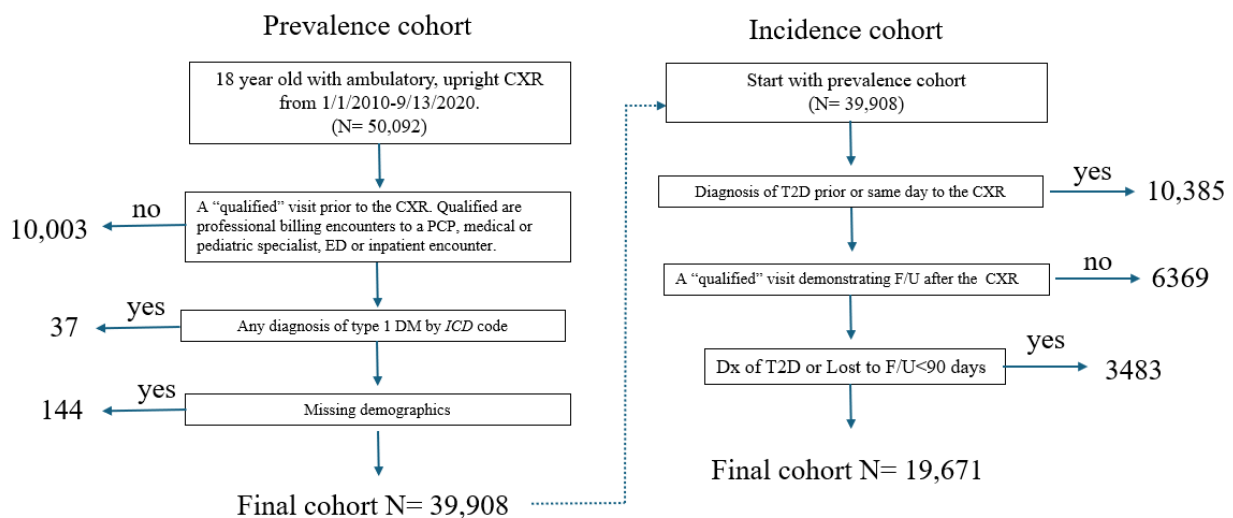 Prevalence cohort
18 year old with ambulatory, upright CXR
from 1/1/2010-9/13/2020.
(N= 50,092)
no
10,003
A “qualified” visit prior to the CXR. Qualified are
professional billing encounters to a PCP, medical or
pediatric specialist, ED or inpatient encounter.
yes
37
Any diagnosis of type 1 DM by ICD code
yes
144
Missing demographics
Final cohort N= 39,908
Incidence cohort
Start with prevalence cohort
(N= 39,908)
Diagnosis of T2D prior or same day to the CXR
yes
10,385
A “qualified” visit demonstrating F/U after the CXR
no
6369
Dx of T2D or Lost to F/U<90 days
yes
3483
Final cohort N= 19,671